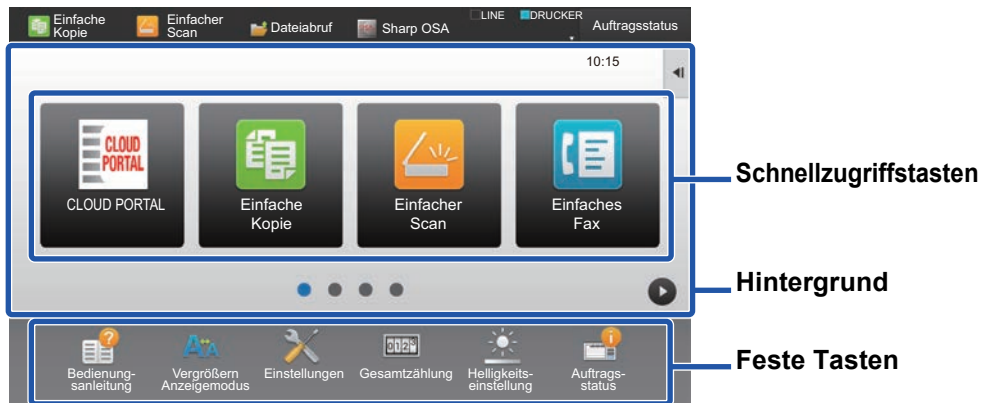 Einfache
Kopie
Einfacher
Scan
Dateiabruf
Sharp OSA
LINE
DRUCKER
Auftragsstatus
10:15
CLOUD
PORTAL
CLOUD PORTAL
Einfache
Kopie
Einfacher
Scan
Einfaches
Fax
Schnellzugriffstasten
Hintergrund
Bedienung-
sanleitung
Vergrößern
Anzeigemodus
Einstellungen
Gesamtzählung
Helligkeits-
einstellung
Auftrags-
status
Feste Tasten